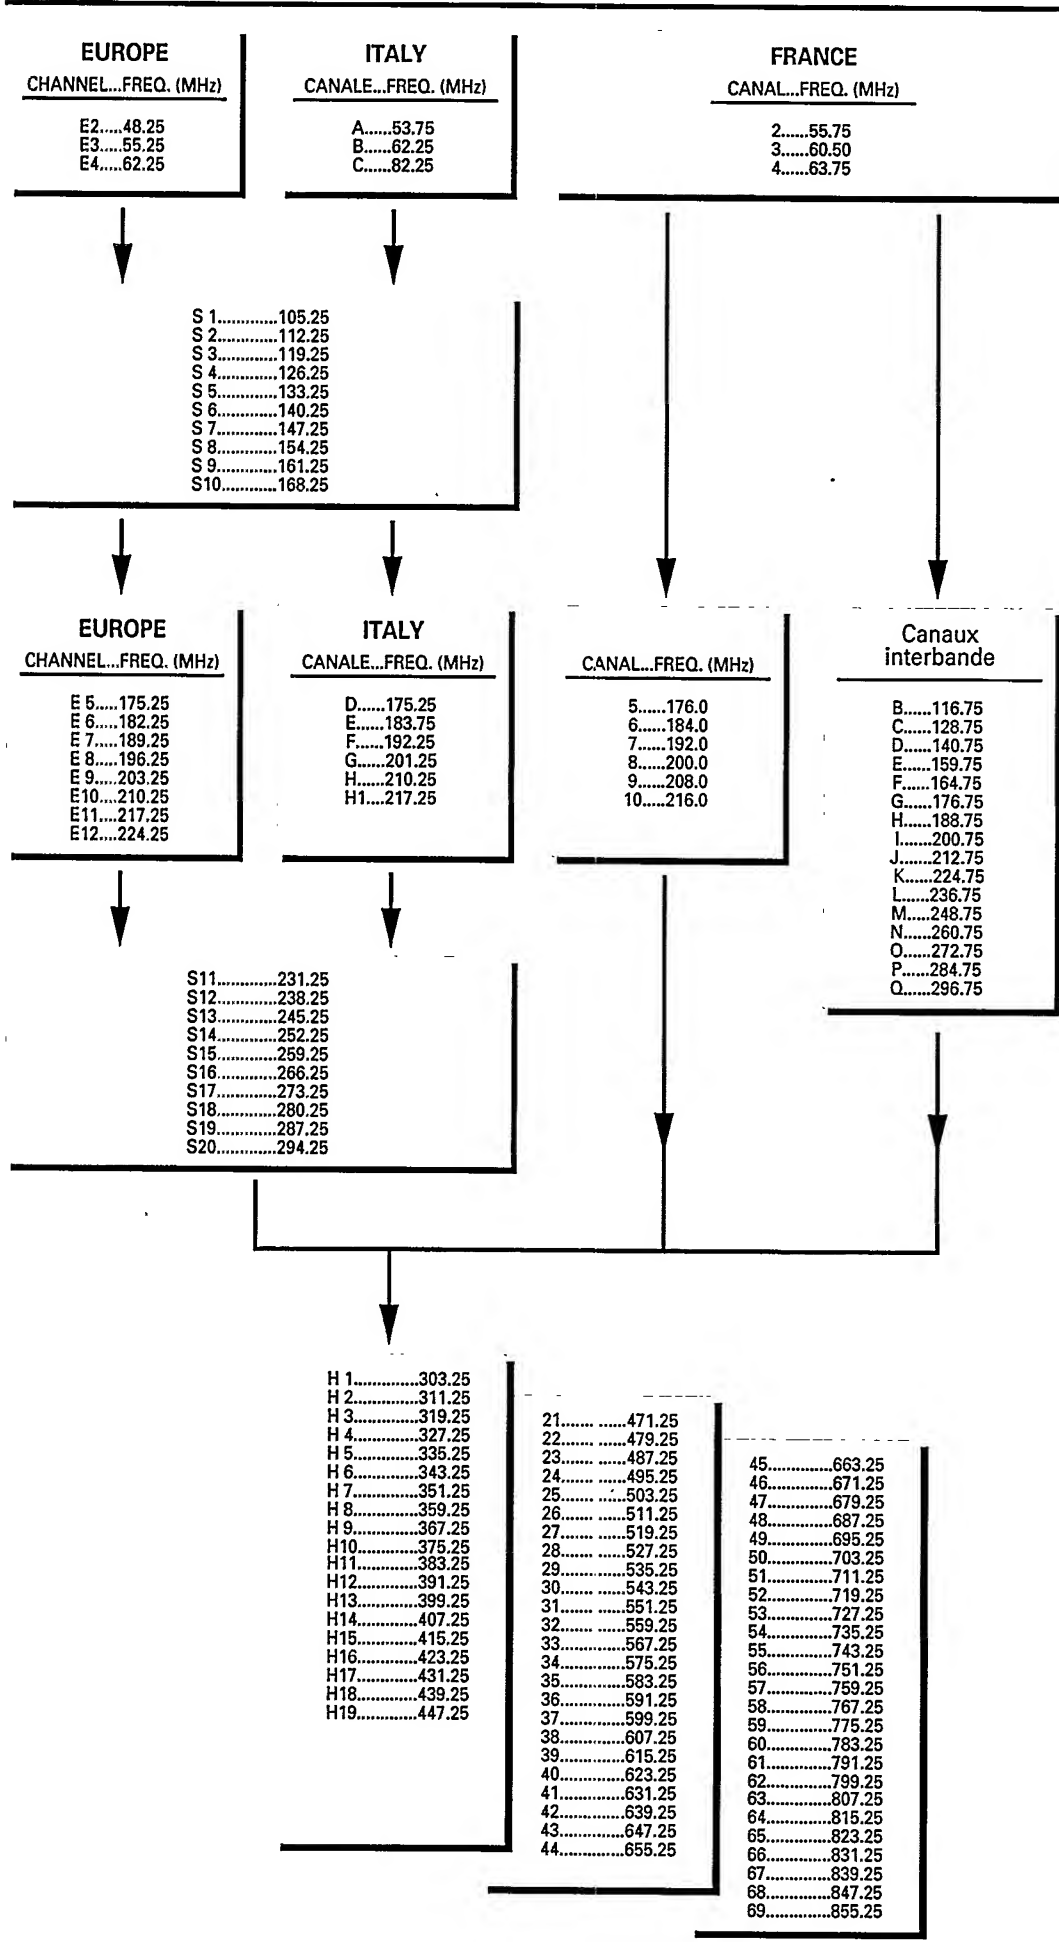 EUROPE
CHANNEL...FREQ. (MHz)
E2.....48.25
E3.....55.25
E4.....62.25
ITALY
CANALE...FREQ. (MHz)
A......53.75
B......62.25
C......82.25
FRANCE
CANAL...FREQ. (MHz)
2......55.75
3......60.50
4......63.75
S 1.............105.25
S 2.............112.25
S 3.............119.25
S 4.............126.25
S 5.............133.25
S 6.............140.25
S 7.............147.25
S 8.............154.25
S 9.............161.25
S10............168.25
EUROPE
CHANNEL...FREQ. (MHz)
E 5.....175.25
E 6.....182.25
E 7.....189.25
E 8.....196.25
E 9.....203.25
E10....210.25
E11....217.25
E12....224.25
ITALY
CANALE...FREQ. (MHz)
D......175.25
E......183.75
F......192.25
G......201.25
H......210.25
H1....217.25
CANAL...FREQ. (MHz)
5......176.0
6......184.0
7......192.0
8......200.0
9......208.0
10.....216.0
Canaux
interbande
B......116.75
C......128.75
D......140.75
E......159.75
F......164.75
G......176.75
H......188.75
I.......200.75
J......212.75
K......224.75
L......236.75
M.....248.75
N......260.75
O......272.75
P......284.75
Q......296.75
S11.............231.25
S12.............238.25
S13.............245.25
S14.............252.25
S15.............259.25
S16.............266.25
S17.............273.25
S18.............280.25
S19.............287.25
S20.............294.25
H 1..............303.25
H 2..............311.25
H 3..............319.25
H 4..............327.25
H 5..............335.25
H 6..............343.25
H 7..............351.25
H 8..............359.25
H 9..............367.25
H10.............375.25
H11.............383.25
H12.............391.25
H13.............399.25
H14.............407.25
H15.............415.25
H16.............423.25
H17.............431.25
H18.............439.25
H19.............447.25
21....... ......471.25
22....... ......479.25
23....... ......487.25
24....... ......495.25
25....... ......503.25
26....... ......511.25
27....... ......519.25
28....... ......527.25
29....... ......535.25
30....... ......543.25
31....... ......551.25
32....... ......559.25
33..............567.25
34..............575.25
35..............583.25
36..............591.25
37..............599.25
38..............607.25
39..............615.25
40..............623.25
41..............631.25
42..............639.25
43..............647.25
44..............655.25
45..............663.25
46..............671.25
47..............679.25
48..............687.25
49..............695.25
50..............703.25
51..............711.25
52..............719.25
53..............727.25
54..............735.25
55..............743.25
56..............751.25
57..............759.25
58..............767.25
59..............775.25
60..............783.25
61..............791.25
62..............799.25
63..............807.25
64..............815.25
65..............823.25
66..............831.25
67..............839.25
68..............847.25
69..............855.25